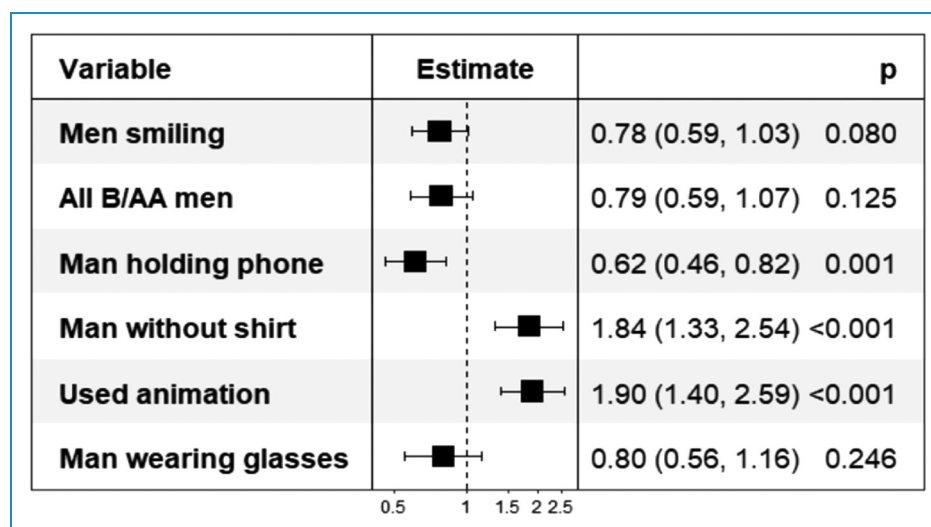 Variable Estimate p
Men smiling 0.78 (0.59, 1.03) 0.080
All B/AA men 0.79 (0.59, 1.07) 0.125
Man holding phone 0.62 (0.46, 0.82) 0.001
Man without shirt 1.84 (1.33, 2.54) <0.001
Used animation 1.90 (1.40, 2.59) <0.001
Man wearing glasses 0.80 (0.56, 1.16) 0.246
0.5 1 1.5 2 2.5